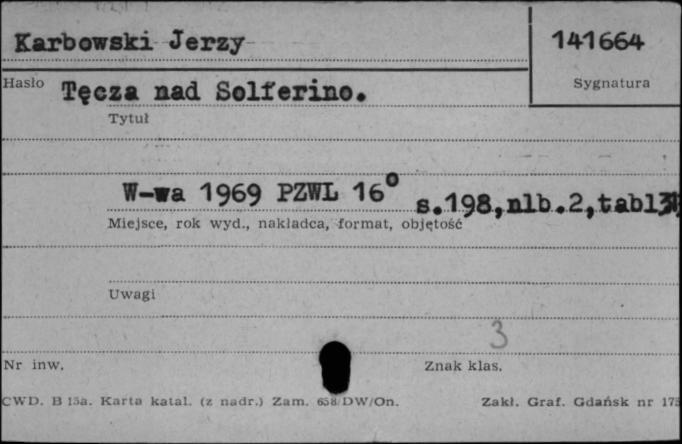 Karbowski Jerzy
141664
Hasło
Sygnatura
Tęcza nad Solferino.
Tytuł
W-wa 1969 PZWL 16° s.198,nlb.2,tabl
Miejsce, rok wyd., nakładca, format, objętość
Uwagi
3
Nr inw.
Znak klas.
CWD. B 15a. Karta katal. (z nadr.) Zam. 658/DW/On.
Zakł. Graf. Gdańsk nr 175